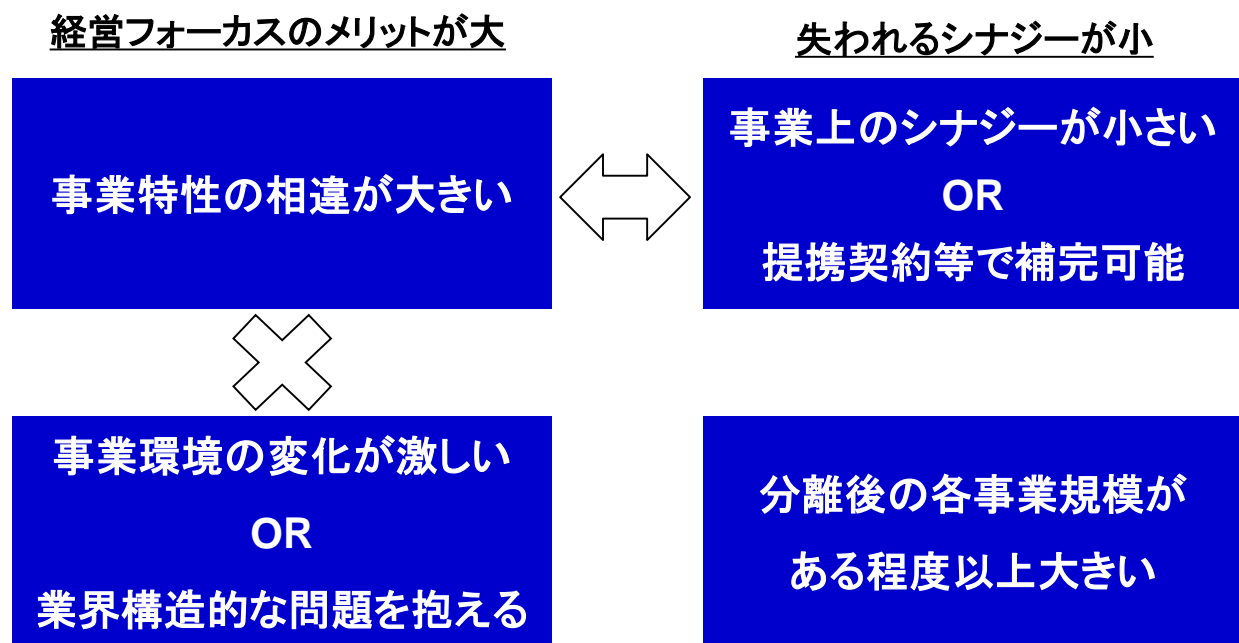 経営フォーカスのメリットが大
事業特性の相違が大きい
事業環境の変化が激しい
OR
業界構造的な問題を抱える
失われるシナジーが小
事業上のシナジーが小さい
OR
提携契約等で補完可能
分離後の各事業規模が
ある程度以上大きい